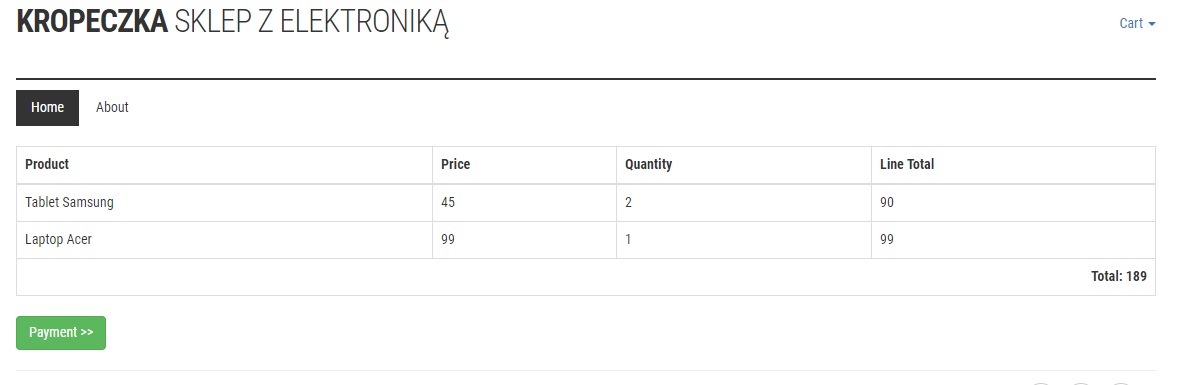 KROPECZKA SKLEP Z ELEKTRONIKĄ
Cart
Home About
Product Price Quantity Line Total
Tablet Samsung 45 2 90
Laptop Acer 99 1 99
Total: 189
Payment >>